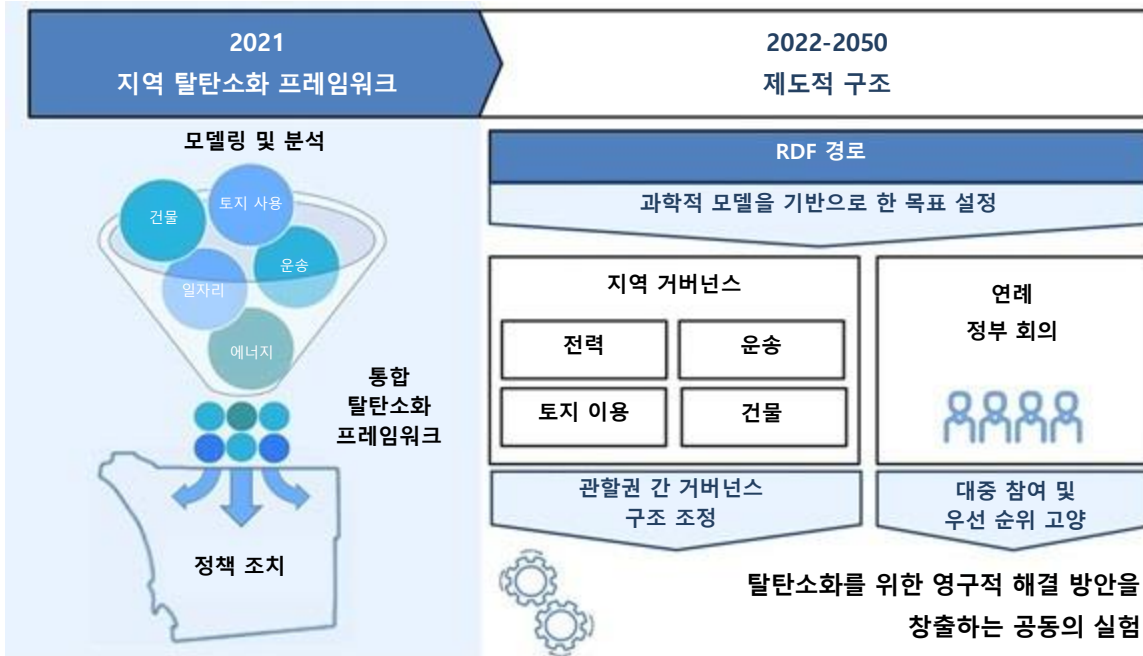 2021
지역 탈탄소화 프레임워크
모델링 및 분석
건물
토지 사용
운송
일자리
에너지
통합
탈탄소화
프레임워크
정책 조치
2022-2050
제도적 구조
RDF 경로
과학적 모델을 기반으로 한 목표 설정
지역 거버넌스
전력
운송
토지 이용
건물
관할권 간 거버넌스
구조 조정
연례
정부 회의
대중 참여 및
우선 순위 고양
탈탄소화를 위한 영구적 해결 방안을
창출하는 공동의 실험